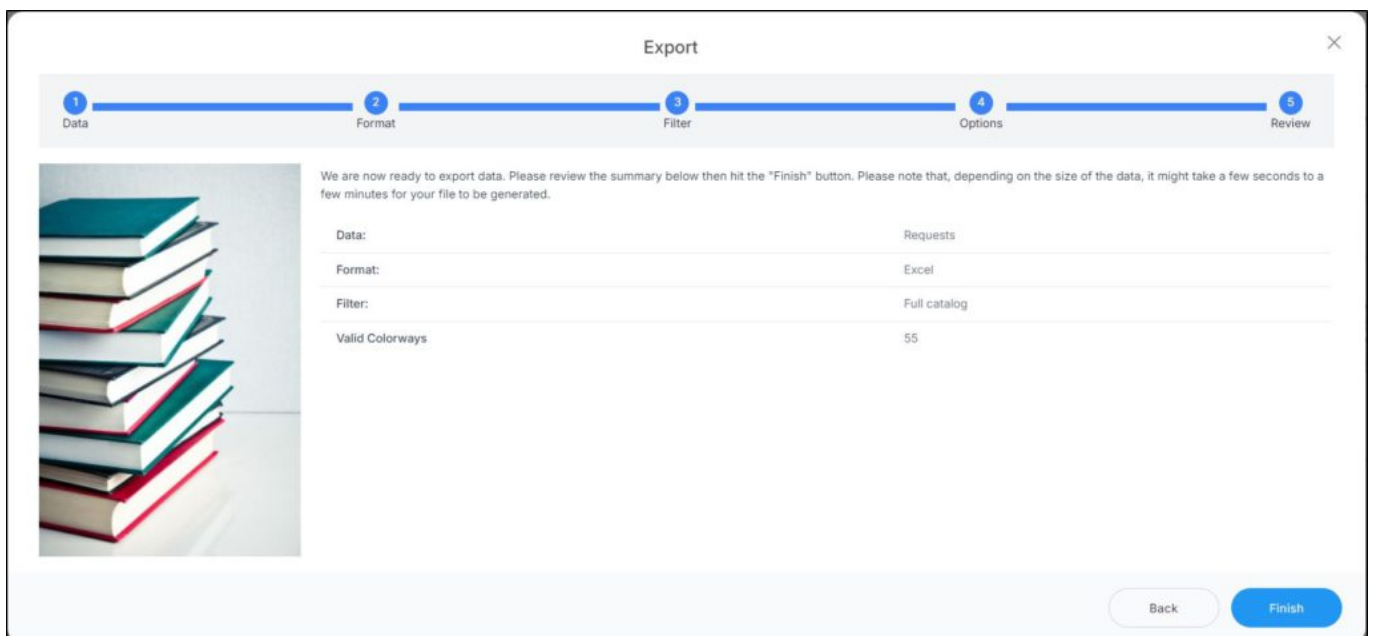 Export
1
2
3
4
5
Data
Format
Filter
Options
Review
We are now ready to export data. Please review the summary below then hit the "Finish" button. Please note that, depending on the size of the data, it might take a few seconds to a
few minutes for your file to be generated.
Data: Requests
Format: Excel
Filter: Full catalog
Valid Colorways 55
Back
Finish